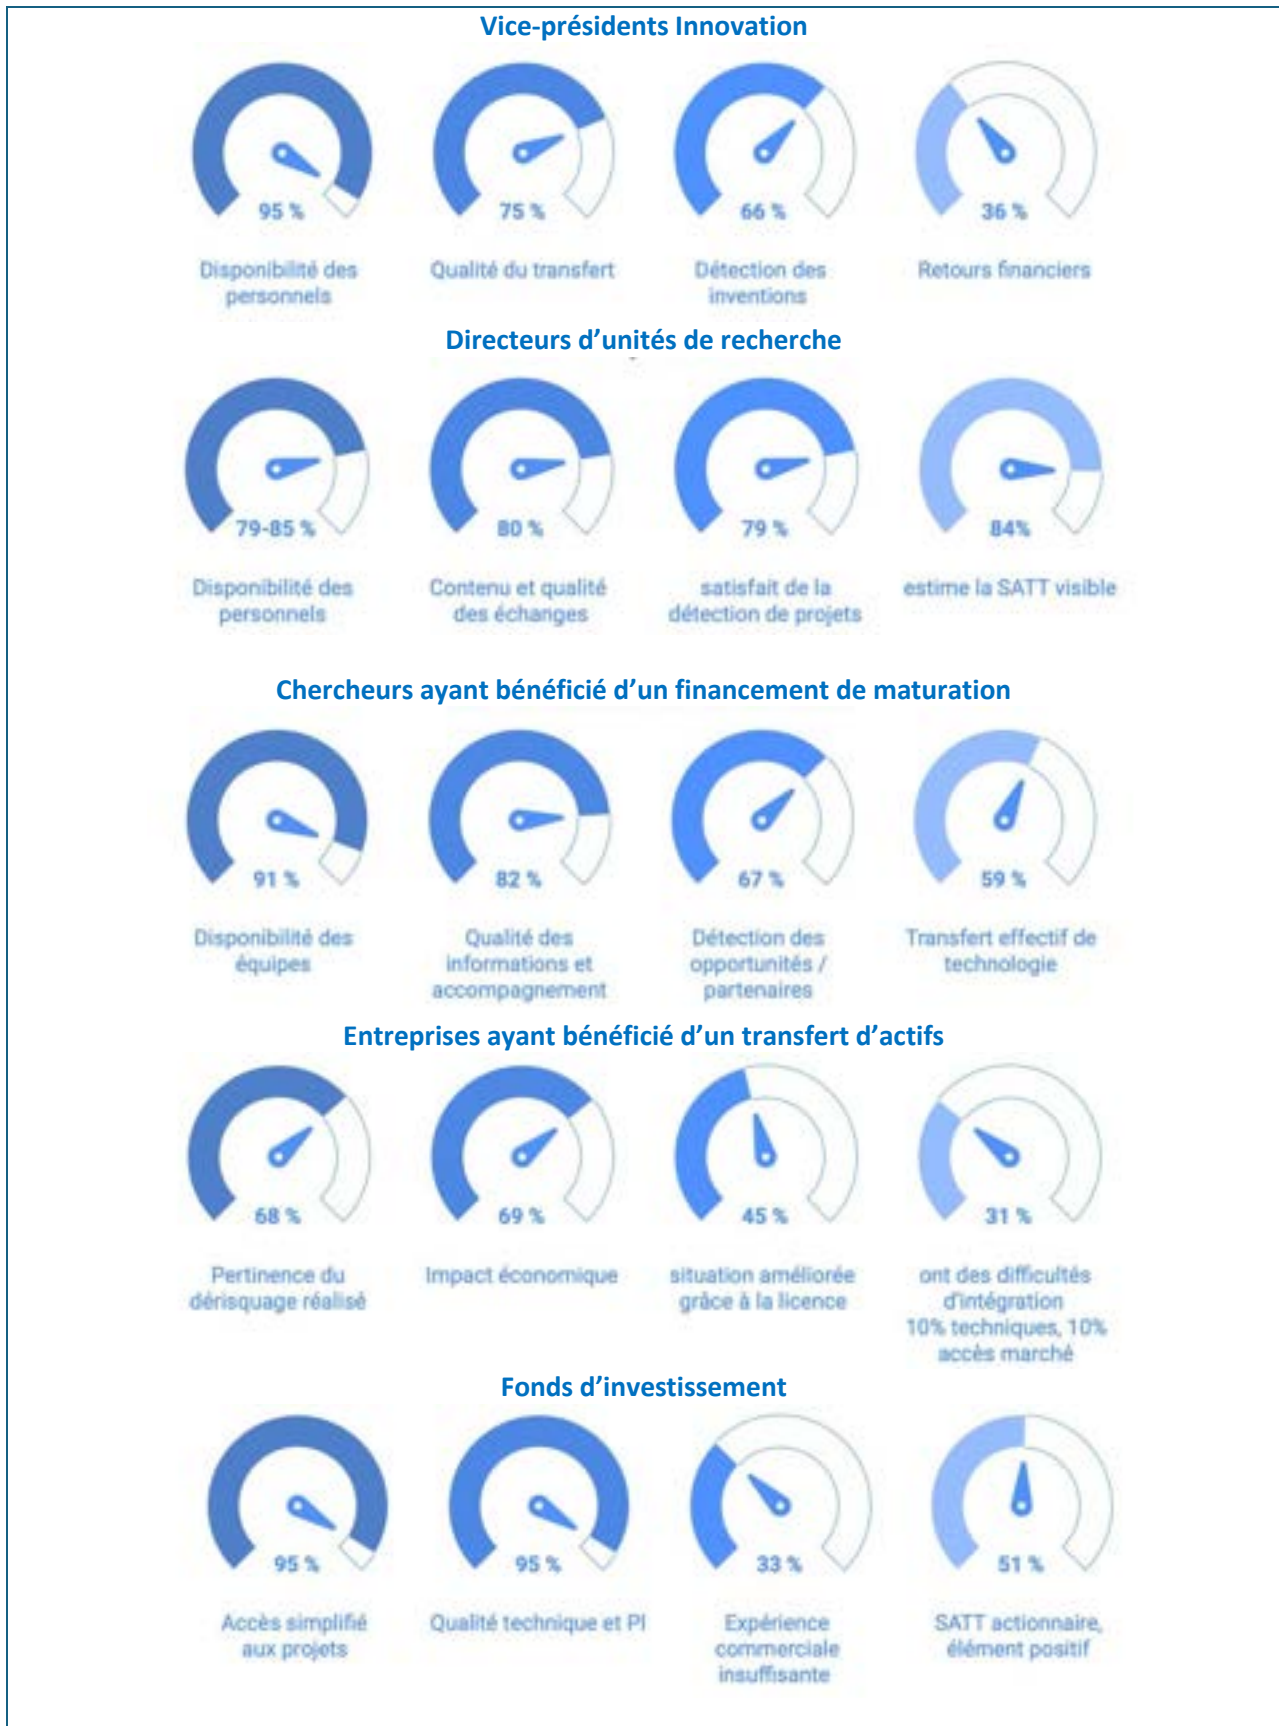 Vice-présidents Innovation
95 %
75 %
66 %
36 %
Disponibilité des
personnels
Qualité du transfert
Détection des
inventions
Retours financiers
Directeurs d’unités de recherche
79-85 %
80 %
79 %
84%
Disponibilité des
personnels
Contenu et qualité
des échanges
satisfait de la
détection de projets
estime la SATT visible
Chercheurs ayant bénéficié d’un financement de maturation
91 %
82 %
67 %
59 %
Disponibilité des
équipes
Qualité des
informations et
accompagnement
Détection des
opportunités /
partenaires
Transfert effectif de
technologie
Entreprises ayant bénéficié d’un transfert d’actifs
68 %
69 %
45 %
31 %
Pertinence du
dérisquage réalisé
Impact économique
situation améliorée
grâce à la licence
ont des difficultés
d'intégration
10% techniques, 10%
accès marché
Fonds d’investissement
95 %
95 %
33 %
51 %
Accès simplifié
aux projets
Qualité technique et PI
Expérience
commerciale
insuffisante
SATT actionnaire,
élément positif